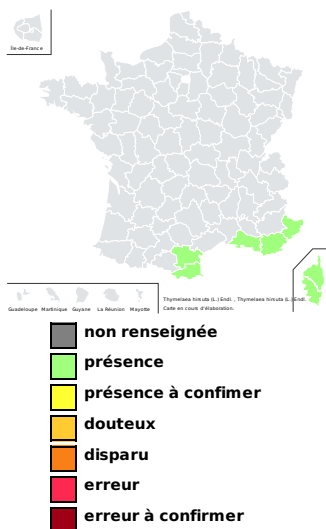 Île-de-France
Guadeloupe Martinique Guyane La Réunion Mayotte
Thymelaea hirsuta (L.) Endl. , Thymelaea hirsuta (L.) Endl.
Carte en cours d'élaboration.
non renseignée
présence
présence à confimer
douteux
disparu
erreur
erreur à confirmer